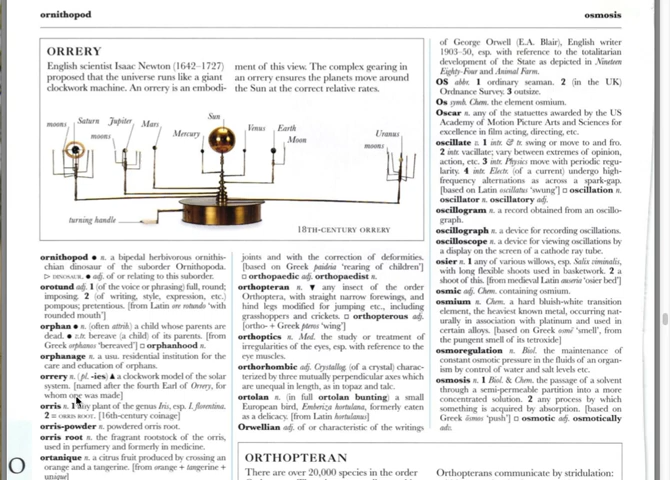 ornithopod
osmosis
ORRERY
English scientist Isaac Newton (1642–1727)
proposed that the universe runs like a giant
clockwork machine. An orrery is an embodi-
ment of this view. The complex gearing in
an orrery ensures the planets move around
the Sun at the correct relative rates.
moons
Saturn
Jupiter
moons
Mars
Mercury
Sun
Venus
Earth
Moon
Uranus
moons
turning handle
18TH-CENTURY ORRERY
ornithopod ● n. a bipedal herbivorous ornithis-
chian dinosaur of the suborder Ornithopoda.
▷ DINOSAUR. ● adj. of or relating to this suborder.
orotund adj. 1 (of the voice or phrasing) full, round;
imposing. 2 (of writing, style, expression, etc.)
pompous; pretentious. [from Latin ore rotundo 'with
rounded mouth']
orphan ● n. (often attrib.) a child whose parents are
dead. ● v.tr. bereave (a child) of its parents. [from
Greek orphanos 'bereaved'] □ orphanhood n.
orphanage n. a usu. residential institution for the
care and education of orphans.
orrery n. (pl. -ies) ▲ a clockwork model of the solar
system. [named after the fourth Earl of Orrery, for
whom one was made]
orris n. 1 any plant of the genus Iris, esp. I. florentina.
2 = ORRIS ROOT. [16th-century coinage]
orris-powder n. powdered orris root.
orris root n. the fragrant rootstock of the orris,
used in perfumery and formerly in medicine.
ortanique n. a citrus fruit produced by crossing an
orange and a tangerine. [from orange + tangerine +
unique]
O
joints and with the correction of deformities.
[based on Greek paidria 'rearing of children']
□ orthopaedic adj. orthopaedist n.
orthopteran n. ▼ any insect of the order
Orthoptera, with straight narrow forewings, and
hind legs modified for jumping etc., including
grasshoppers and crickets. □ orthopterous adj.
[ortho- + Greek pteros 'wing']
orthoptics n. Med. the study or treatment of
irregularities of the eyes, esp. with reference to the
eye muscles.
orthorhombic adj. Crystallog. (of a crystal) charac-
terized by three mutually perpendicular axes which
are unequal in length, as in topaz and talc.
ortolan n. (in full ortolan bunting) a small
European bird, Emberiza hortulana, formerly eaten
as a delicacy. [from Latin hortulanus]
Orwellian adj. of or characteristic of the writings
ORTHOPTERAN
There are over 20,000 species in the order
Orthopterans communicate by stridulation:
of George Orwell (E.A. Blair), English writer
1903–50, esp. with reference to the totalitarian
development of the State as depicted in Nineteen
Eighty-Four and Animal Farm.
OS abbr. 1 ordinary seaman. 2 (in the UK)
Ordnance Survey. 3 outsize.
Os symb. Chem. the element osmium.
Oscar n. any of the statuettes awarded by the US
Academy of Motion Picture Arts and Sciences for
excellence in film acting, directing, etc.
oscillate v. 1 intr. & tr. swing or move to and fro.
2 intr. vacillate; vary between extremes of opinion,
action, etc. 3 intr. Physics move with periodic regu-
larity. 4 intr. Electr. (of a current) undergo high-
frequency alternations as across a spark-gap.
[based on Latin oscillatus 'swung'] □ oscillation n.
oscillator n. oscillatory adj.
oscillogram n. a record obtained from an oscillo-
graph.
oscillograph n. a device for recording oscillations.
oscilloscope n. a device for viewing oscillations by
a display on the screen of a cathode ray tube.
osier n. 1 any of various willows, esp. Salix viminalis,
with long flexible shoots used in basketwork. 2 a
shoot of this. [from medieval Latin auseria 'osier bed']
osmic adj. Chem. containing osmium.
osmium n. Chem. a hard bluish-white transition
element, the heaviest known metal, occurring nat-
urally in association with platinum and used in
certain alloys. [based on Greek osmē 'smell', from
the pungent smell of its tetroxide]
osmoregulation n. Biol. the maintenance of
constant osmotic pressure in the fluids of an organ-
ism by control of water and salt levels etc.
osmosis n. 1 Biol. & Chem. the passage of solvent
through a semi-permeable partition into a more
concentrated solution. 2 any process by which
something is acquired by absorption. [based on
Greek ōsmos 'push'] □ osmotic adj. osmotically
adv.